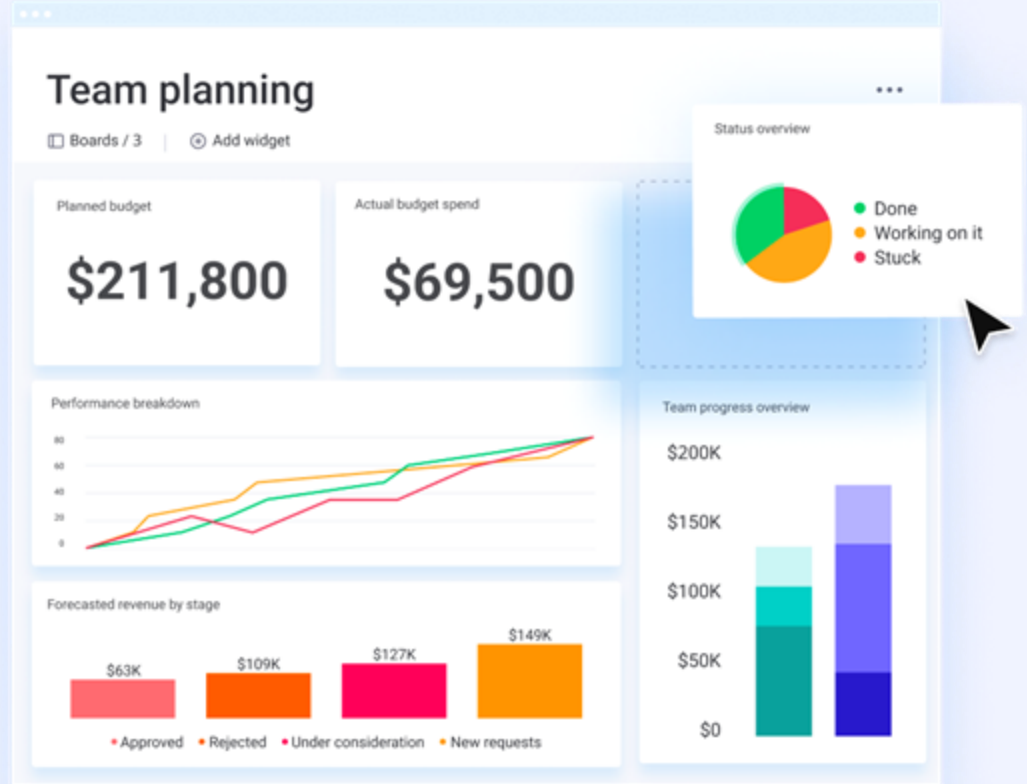 Team planning
Boards / 3
Add widget
Status overview
Done
Working on it
Stuck
Planned budget
$211,800
Actual budget spend
$69,500
Performance breakdown
80
60
40
20
0
Team progress overview
$200K
$150K
$100K
$50K
$0
Forecasted revenue by stage
$63K
$109K
$127K
$149K
Approved
Rejected
Under consideration
New requests